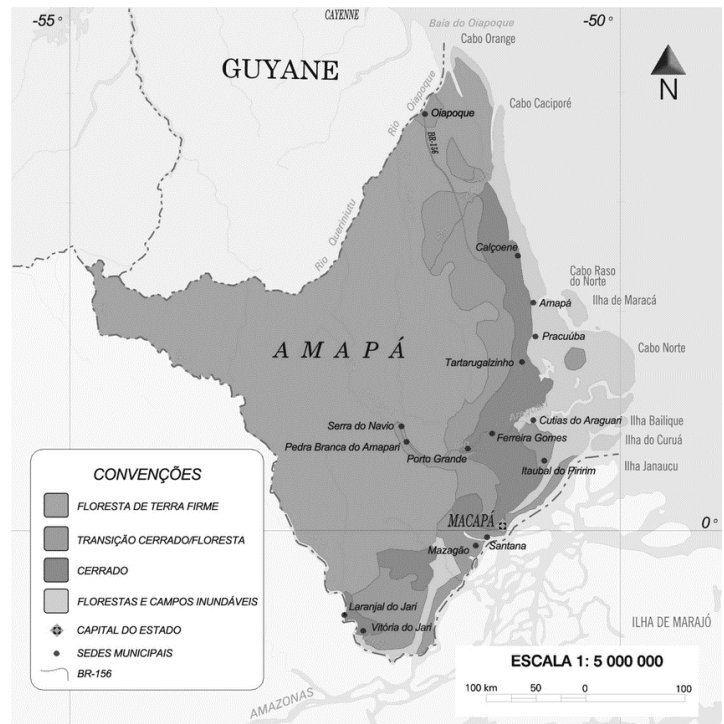 -55°
-50°
CAYENNE
Baia do Oiapoque
Cabo Orange
GUYANE
N
Rio Oiapoque
Oiapoque
BR-156
Cabo Caciporé
Rio Queriniutu
Calçoene
Cabo Raso
do Norte
Amapá
Ilha de Maracá
Pracuúba
AMAPÁ
Cabo Norte
Tartarugalzinho
Serra do Navio
Cutias do Araguari
Ilha Bailique
Ferreira Gomes
Ilha do Curuá
Pedra Branca do Amapari
Porto Grande
Itaubal do Piririm
Ilha Janaucu
MACAPÁ
0°
Santana
Mazagão
Laranjal do Jari
Vitória do Jari
ILHA DE MARAJÓ
AMAZONAS
CONVENÇÕES
FLORESTA DE TERRA FIRME
TRANSIÇÃO CERRADO/FLORESTA
CERRADO
FLORESTAS E CAMPOS INUNDÁVEIS
CAPITAL DO ESTADO
SEDES MUNICIPAIS
BR-156
ESCALA 1: 5 000 000
100 km 50 0 100